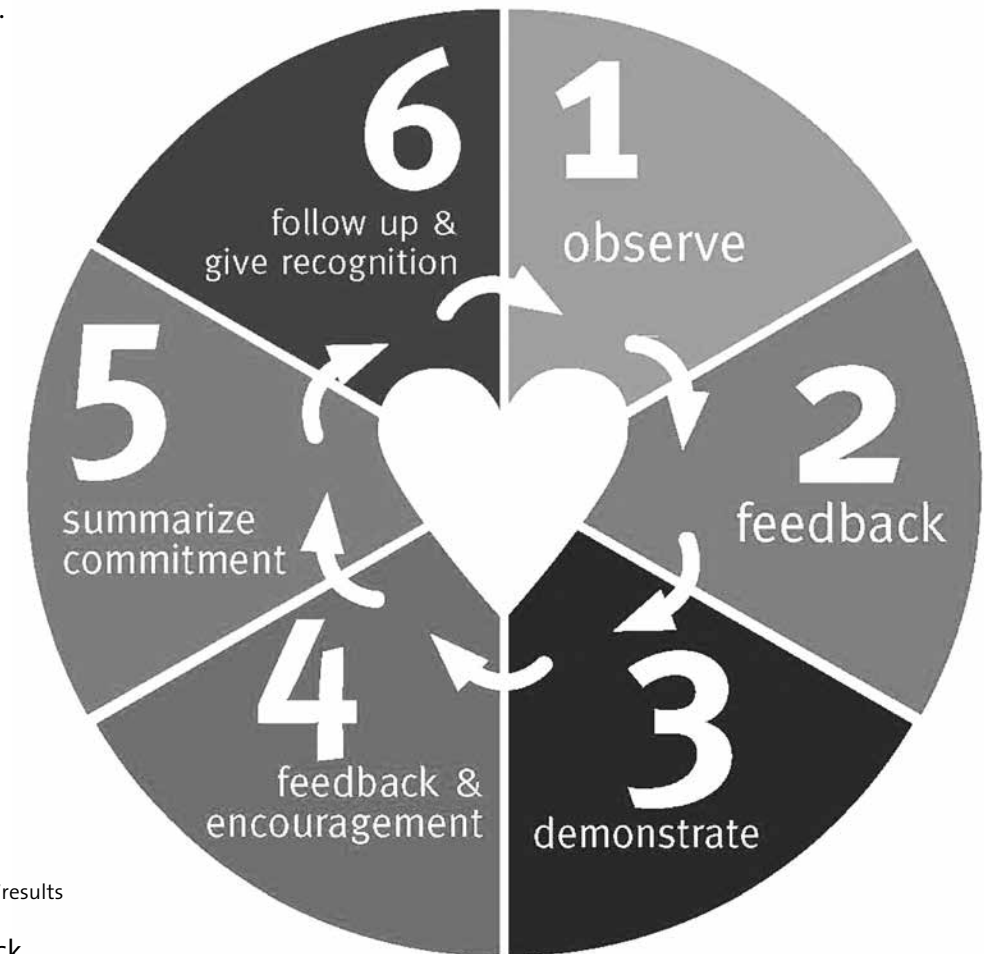 1
observe
2
feedback
3
demonstrate
4
feedback &
encouragement
5
summarize
commitment
6
follow up &
give recognition
results